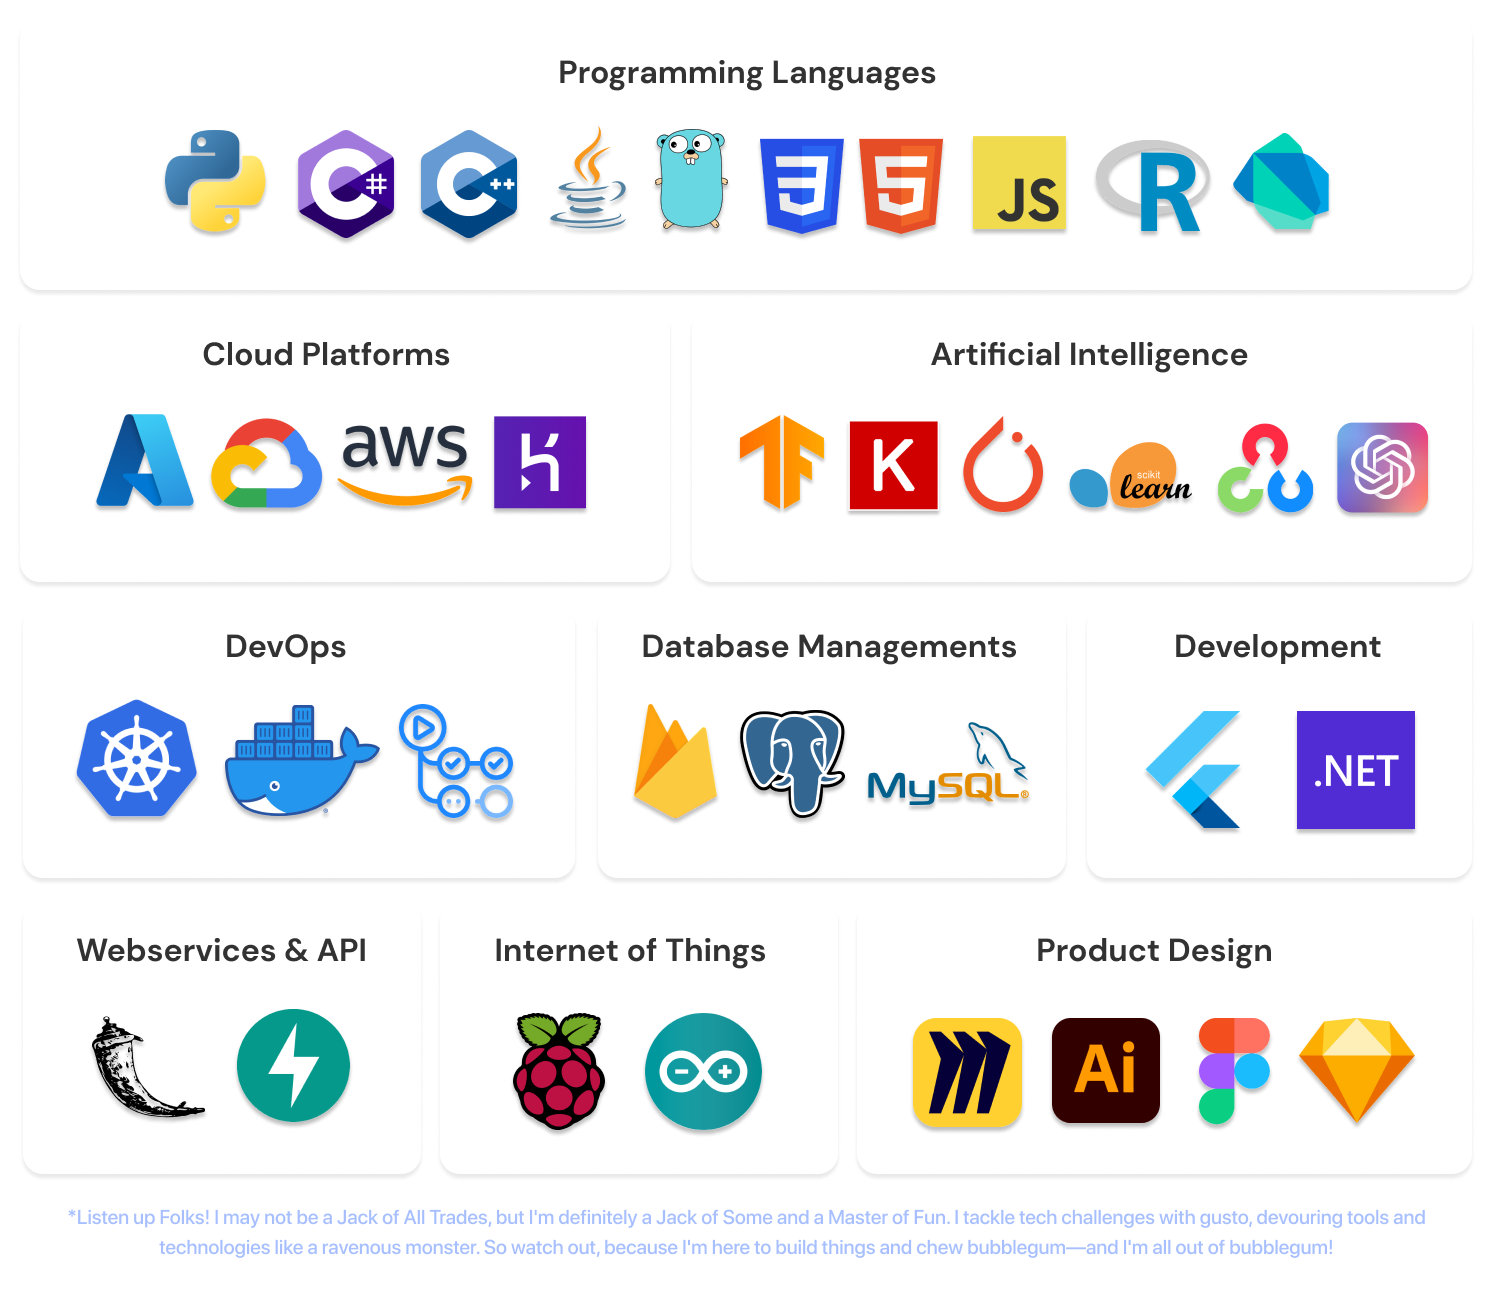 Programming Languages
C#
C++
3
5
JS
R
Cloud Platforms
Artificial Intelligence
aws
K
scikit
learn
DevOps
Database Managements
Development
MySQL®
.NET
®
Webservices & API
Internet of Things
Product Design
Ai
*Listen up Folks! I may not be a Jack of All Trades, but I'm definitely a Jack of Some and a Master of Fun. I tackle tech challenges with gusto, devouring tools and
technologies like a ravenous monster. So watch out, because I'm here to build things and chew bubblegum—and I'm all out of bubblegum!